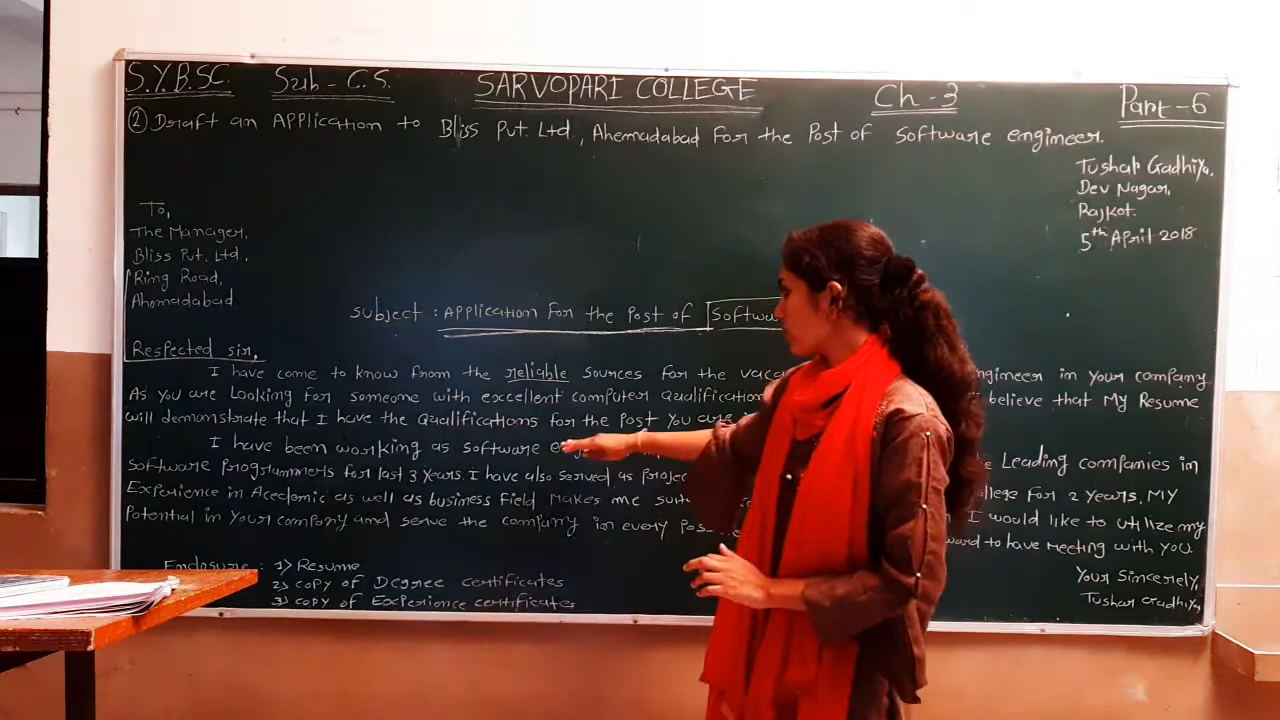 S.Y.B.SC. Sub - C.S. SARVOPARI COLLEGE Ch-3 Part-6
② Draft an Application to Bliss Pvt. Ltd., Ahemadabad For the Post of Software engineer.
Tushar Gadhiya.
Dev Nagar,
Rajkot.
5th April 2018
To,
The Manager,
Bliss Pvt. Ltd.,
Ring Road,
Ahemadabad
Subject : Application For the Post of Softwa
Respected sir,
I have come to know from the reliable sources for the vaca ngineer in your company
As you are Looking For someone with excellent computer Qualification believe that My Resume
will demonstrate that I have the Qualifications for the Post you are
I have been working as software Leading companies in
software Programmers for last 3 Years. I have also served as Projec llege For 2 Years. My
Experience in Acedemic as well as business field Makes me suit I would like to utilize my
Potential in Your company and serve the company in every Pos ward to have meeting with you.
Enclosure : 1) Resume
2) copy of Degree certificates
3) copy of Experience certificates
Your Sincerely,
Tushar Gadhiya